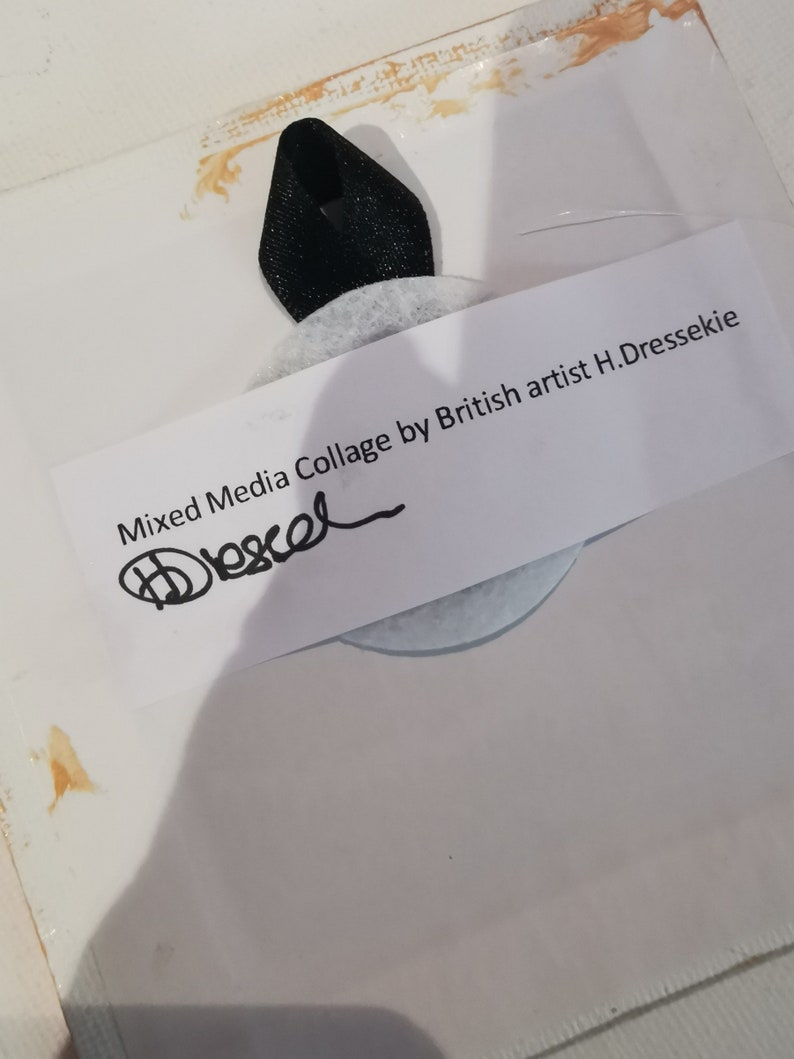 Mixed Media Collage by British artist H.Dressekie